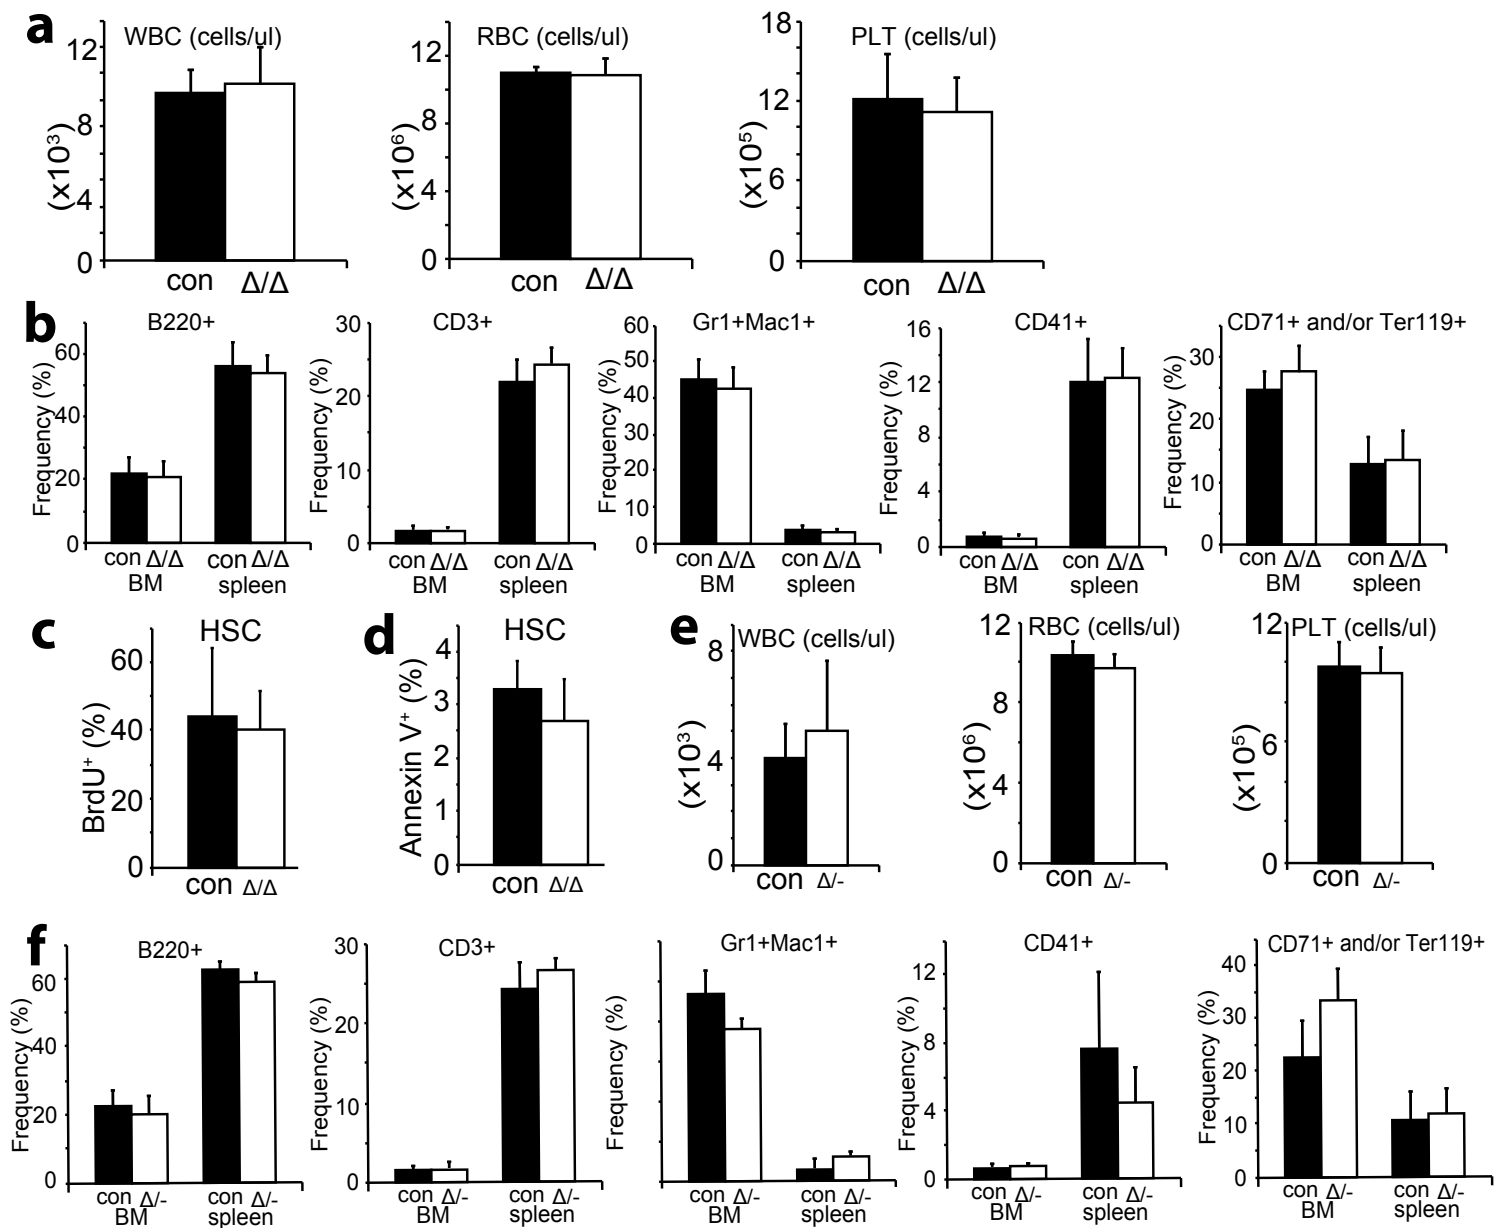 a
WBC (cells/ul)
(x10³)
12
8
4
0
con Δ/Δ
RBC (cells/ul)
(x10⁶)
12
8
4
0
con Δ/Δ
PLT (cells/ul)
(x10⁵)
18
12
6
0
con Δ/Δ
b
B220+
Frequency (%)
60
40
20
0
con Δ/Δ con Δ/Δ
BM spleen
CD3+
Frequency (%)
30
20
10
0
con Δ/Δ con Δ/Δ
BM spleen
Gr1+Mac1+
Frequency (%)
60
50
40
30
20
10
0
con Δ/Δ con Δ/Δ
BM spleen
CD41+
Frequency (%)
16
12
8
4
0
con Δ/Δ con Δ/Δ
BM spleen
CD71+ and/or Ter119+
Frequency (%)
30
20
10
0
con Δ/Δ con Δ/Δ
BM spleen
c
HSC
BrdU⁺ (%)
60
40
20
0
con Δ/Δ
d
HSC
Annexin V⁺ (%)
4
3
2
1
0
con Δ/Δ
e
WBC (cells/ul)
(x10³)
8
4
0
con Δ/-
RBC (cells/ul)
(x10⁶)
12
8
4
0
con Δ/-
PLT (cells/ul)
(x10⁵)
12
6
0
con Δ/-
f
B220+
Frequency (%)
60
40
20
0
con Δ/- con Δ/-
BM spleen
CD3+
Frequency (%)
30
20
10
0
con Δ/- con Δ/-
BM spleen
Gr1+Mac1+
Frequency (%)
con Δ/- con Δ/-
BM spleen
CD41+
Frequency (%)
12
8
4
0
con Δ/- con Δ/-
BM spleen
CD71+ and/or Ter119+
Frequency (%)
40
30
20
10
0
con Δ/- con Δ/-
BM spleen